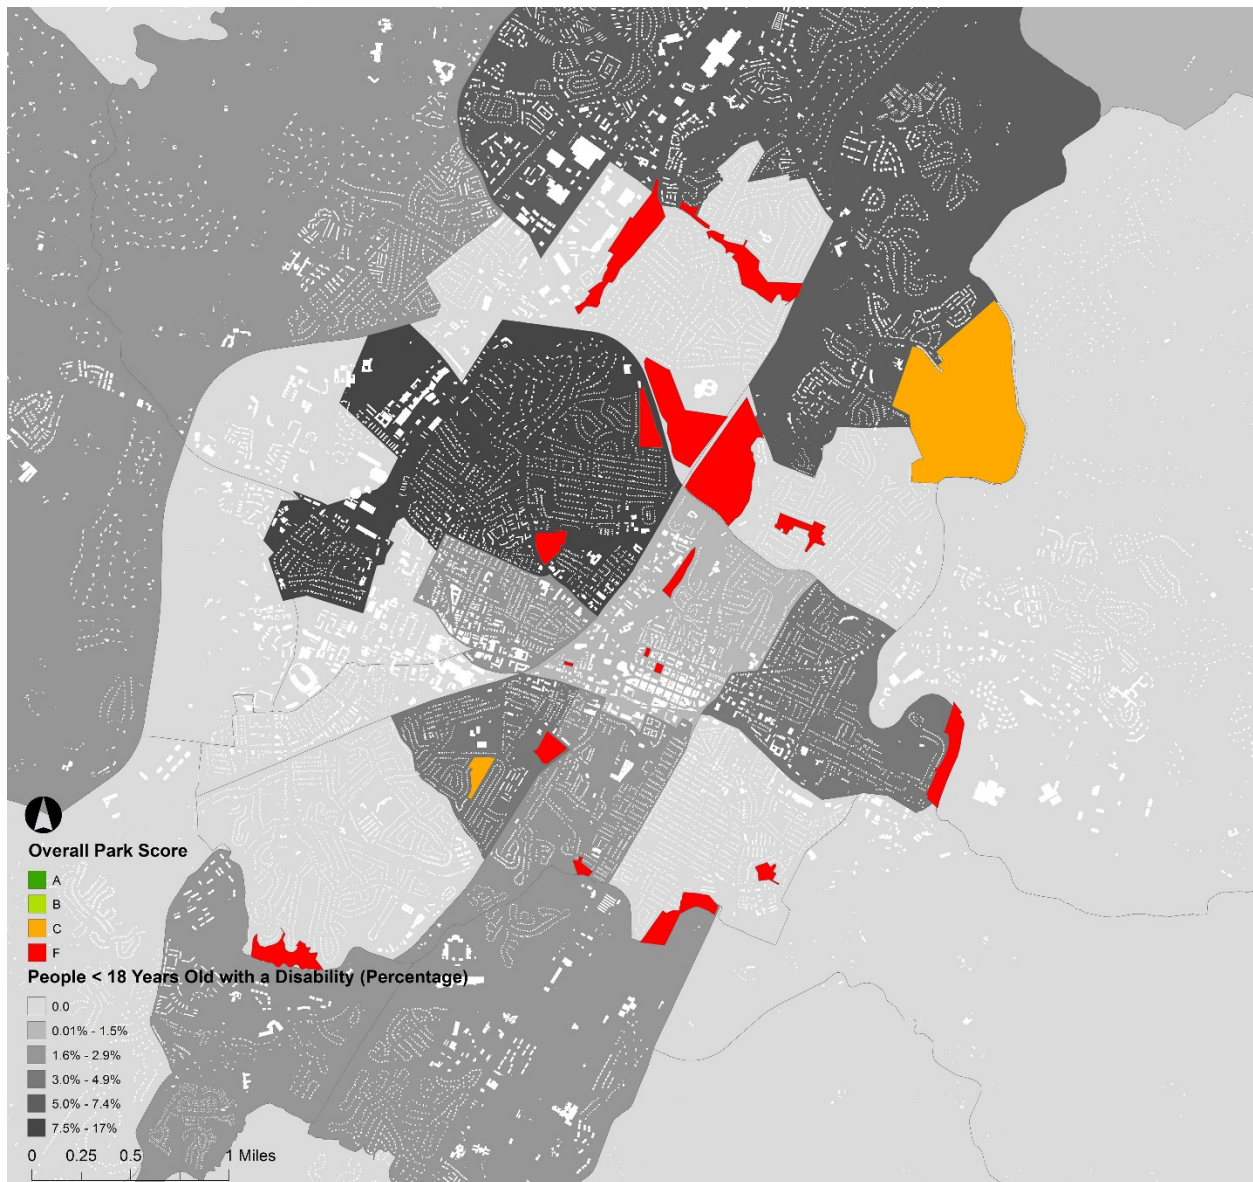 Overall Park Score
A
B
C
F
People < 18 Years Old with a Disability (Percentage)
0.0
0.01% - 1.5%
1.6% - 2.9%
3.0% - 4.9%
5.0% - 7.4%
7.5% - 17%
0 0.25 0.5 1 Miles